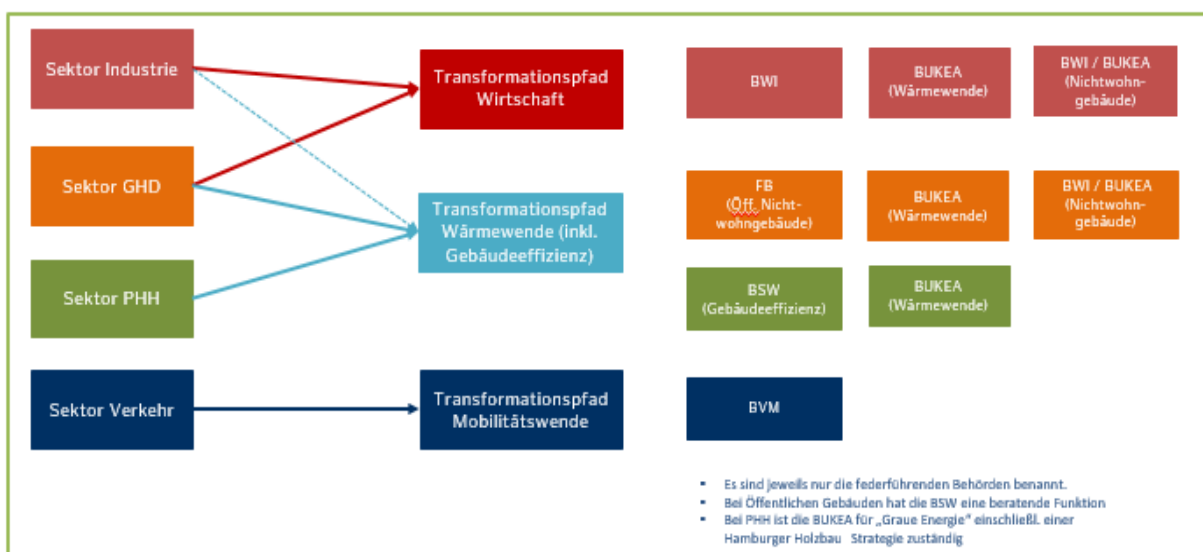 Sektor Industrie
Transformationspfad
Wirtschaft
BWI
BUKEA
(Wärmewende)
BWI / BUKEA
(Nichtwohn-
gebäude)
Sektor GHD
Transformationspfad
Wärmewende (inkl.
Gebäudeeffizienz)
FB
(Öff. Nicht-
wohngebäude)
BUKEA
(Wärmewende)
BWI / BUKEA
(Nichtwohn-
gebäude)
Sektor PHH
BSW
(Gebäudeeffizienz)
BUKEA
(Wärmewende)
Sektor Verkehr
Transformationspfad
Mobilitätswende
BVM
▪ Es sind jeweils nur die federführenden Behörden benannt.
▪ Bei Öffentlichen Gebäuden hat die BSW eine beratende Funktion
▪ Bei PHH ist die BUKEA für „Graue Energie“ einschließl. einer
Hamburger Holzbau Strategie zuständig